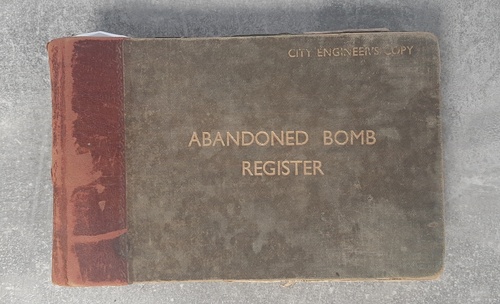 CITY ENGINEER'S COPY
ABANDONED BOMB
REGISTER